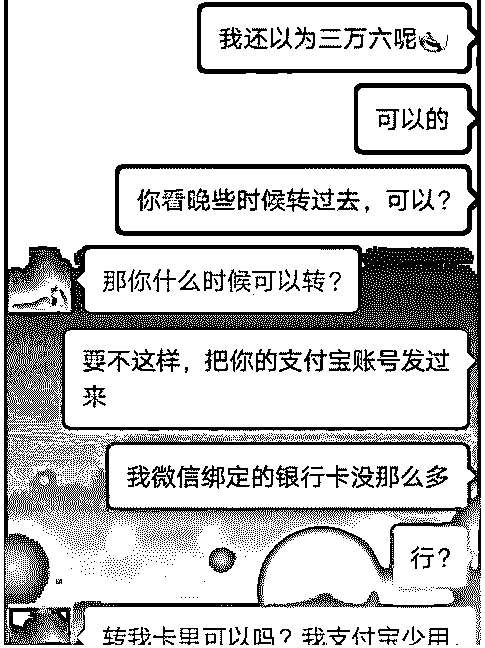 我还以为三万六呢
可以的
你看晚些时候转过去，可以？
那你什么时候可以转？
要不这样，把你的支付宝账号发过
来
我微信绑定的银行卡没那么多
行？
转我卡里可以吗？我支付宝少用，